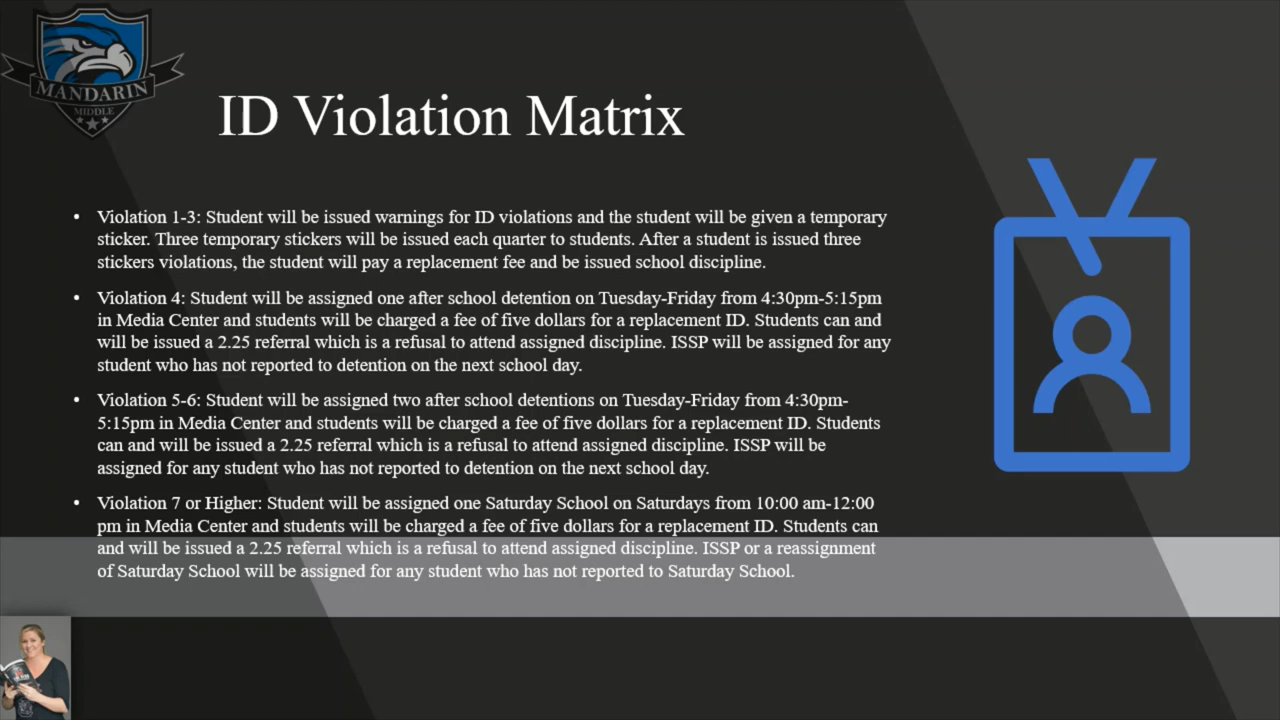 MANDARIN
MIDDLE
ID Violation Matrix
• Violation 1-3: Student will be issued warnings for ID violations and the student will be given a temporary
sticker. Three temporary stickers will be issued each quarter to students. After a student is issued three
stickers violations, the student will pay a replacement fee and be issued school discipline.
• Violation 4: Student will be assigned one after school detention on Tuesday-Friday from 4:30pm-5:15pm
in Media Center and students will be charged a fee of five dollars for a replacement ID. Students can and
will be issued a 2.25 referral which is a refusal to attend assigned discipline. ISSP will be assigned for any
student who has not reported to detention on the next school day.
• Violation 5-6: Student will be assigned two after school detentions on Tuesday-Friday from 4:30pm-
5:15pm in Media Center and students will be charged a fee of five dollars for a replacement ID. Students
can and will be issued a 2.25 referral which is a refusal to attend assigned discipline. ISSP will be
assigned for any student who has not reported to detention on the next school day.
• Violation 7 or Higher: Student will be assigned one Saturday School on Saturdays from 10:00 am-12:00
pm in Media Center and students will be charged a fee of five dollars for a replacement ID. Students can
and will be issued a 2.25 referral which is a refusal to attend assigned discipline. ISSP or a reassignment
of Saturday School will be assigned for any student who has not reported to Saturday School.